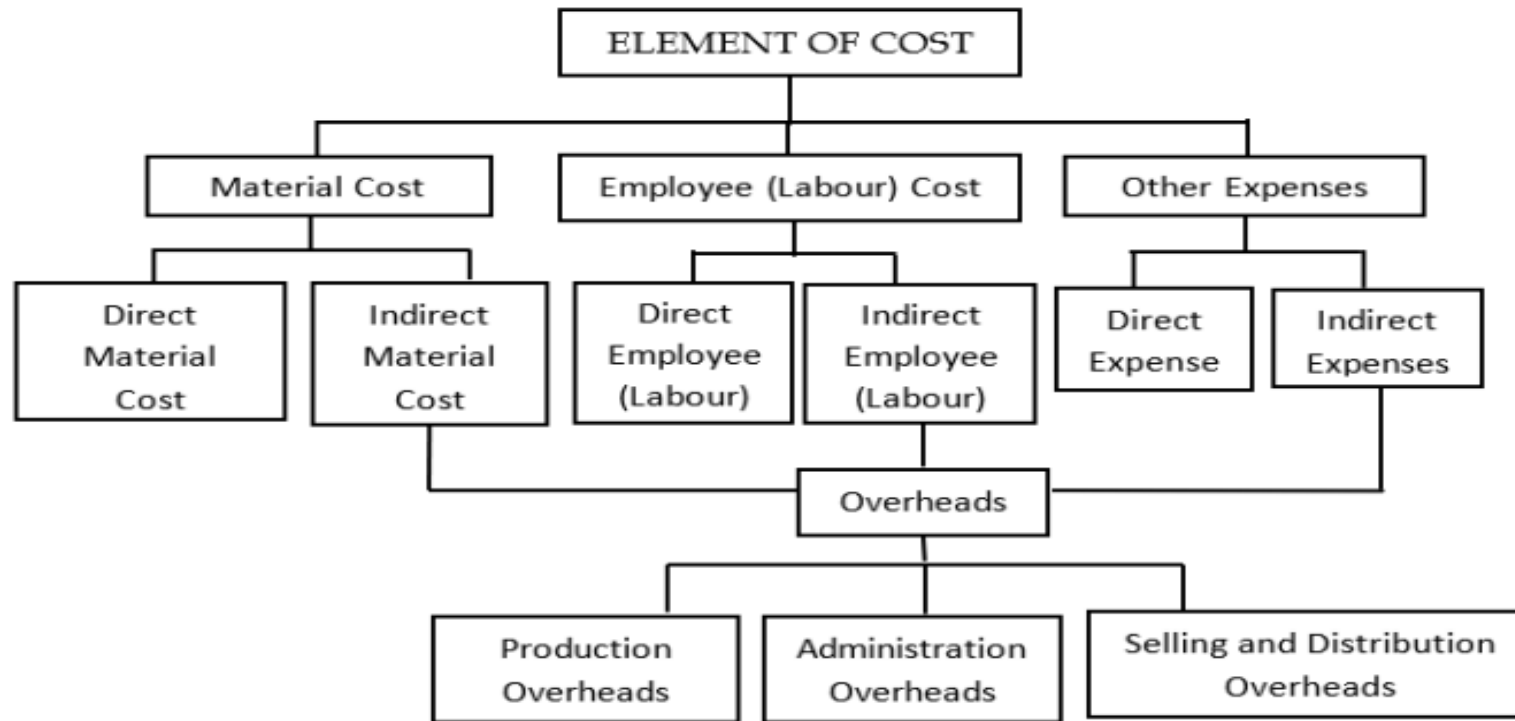 ELEMENT OF COST
Material Cost
Employee (Labour) Cost
Other Expenses
Direct
Material
Cost
Indirect
Material
Cost
Direct
Employee
(Labour)
Indirect
Employee
(Labour)
Direct
Expense
Indirect
Expenses
Overheads
Production
Overheads
Administration
Overheads
Selling and Distribution
Overheads